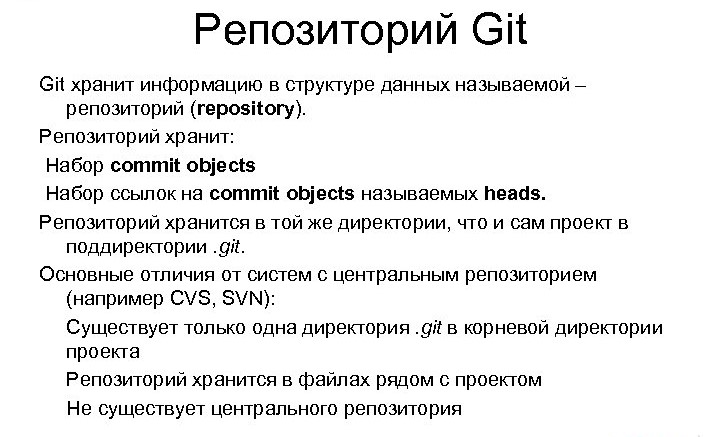 Репозиторий Git
Git хранит информацию в структуре данных называемой –
репозиторий (repository).
Репозиторий хранит:
Набор commit objects
Набор ссылок на commit objects называемых heads.
Репозиторий хранится в той же директории, что и сам проект в
поддиректории .git.
Основные отличия от систем с центральным репозиторием
(например CVS, SVN):
Существует только одна директория .git в корневой директории
проекта
Репозиторий хранится в файлах рядом с проектом
Не существует центрального репозитория